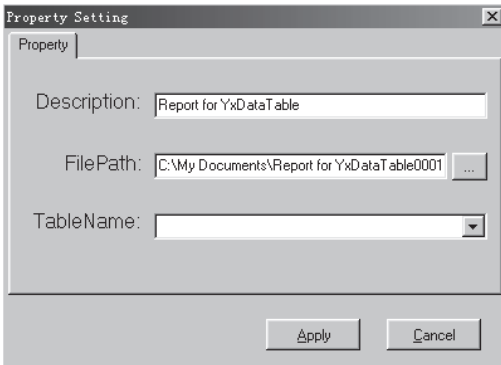 Property Setting
Property
Description: Report for YxDataTable
FilePath: C:\My Documents\Report for YxDataTable0001 ...
TableName:
Apply Cancel